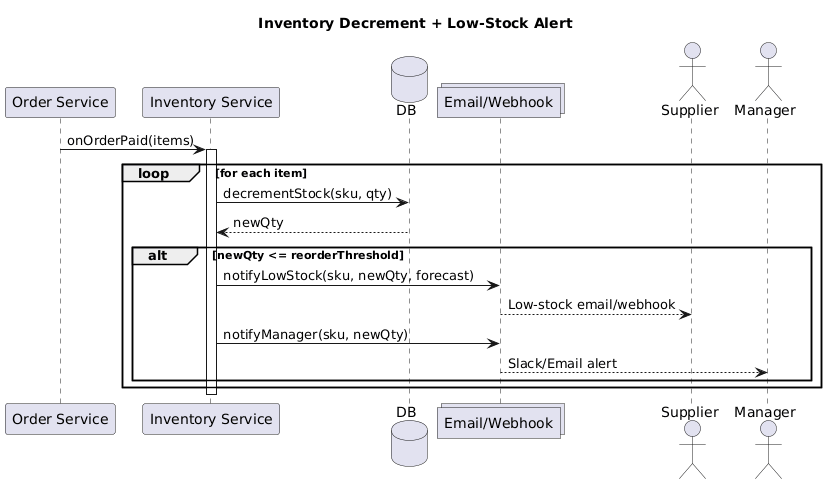 Inventory Decrement + Low-Stock Alert
Order Service
Inventory Service
DB
Email/Webhook
Supplier
Manager
onOrderPaid(items)
loop [for each item]
decrementStock(sku, qty)
newQty
alt [newQty <= reorderThreshold]
notifyLowStock(sku, newQty, forecast)
Low-stock email/webhook
notifyManager(sku, newQty)
Slack/Email alert
Order Service
Inventory Service
DB
Email/Webhook
Supplier
Manager